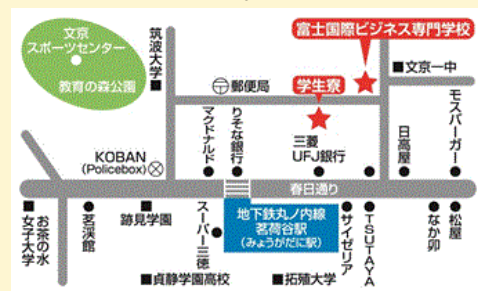 富士国際ビジネス専門学校
文京
スポーツセンター
教育の森公園
筑波大学
郵便局
学生寮
文京一中
マクドナルド
りそな銀行
三菱
UFJ銀行
日高屋
モスバーガー
KOBAN
(Policebox)
春日通り
お茶の水
女子大学
茗渓館
跡見学園
スーパー三徳
地下鉄丸ノ内線
茗荷谷駅
(みょうがだに駅)
サイゼリア
TSUTAYA
なか卯
松屋
貞静学園高校
拓殖大学